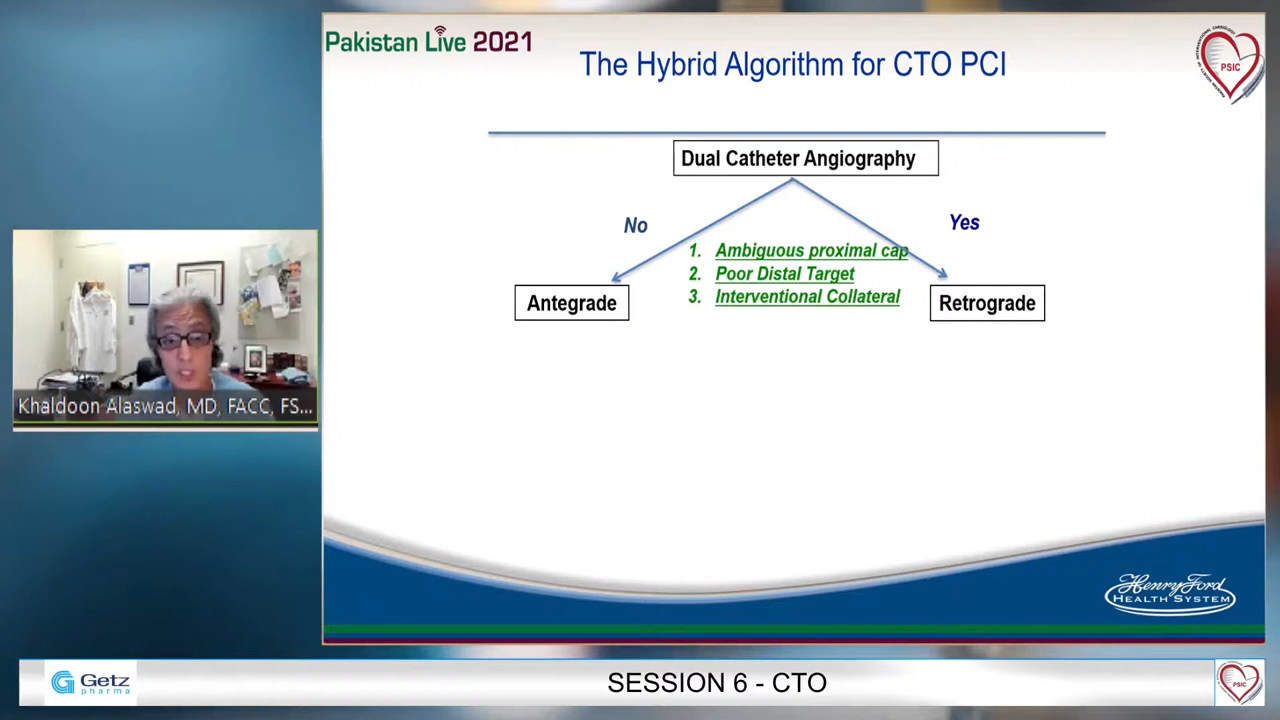 Pakistan Live 2021
The Hybrid Algorithm for CTO PCI
PSIC
Dual Catheter Angiography
No
Yes
1. Ambiguous proximal cap
2. Poor Distal Target
3. Interventional Collateral
Antegrade
Retrograde
Khaldoon Alaswad, MD, FACC, FS...
Henry Ford
HEALTH SYSTEM
Getz
pharma
SESSION 6 - CTO
PSIC